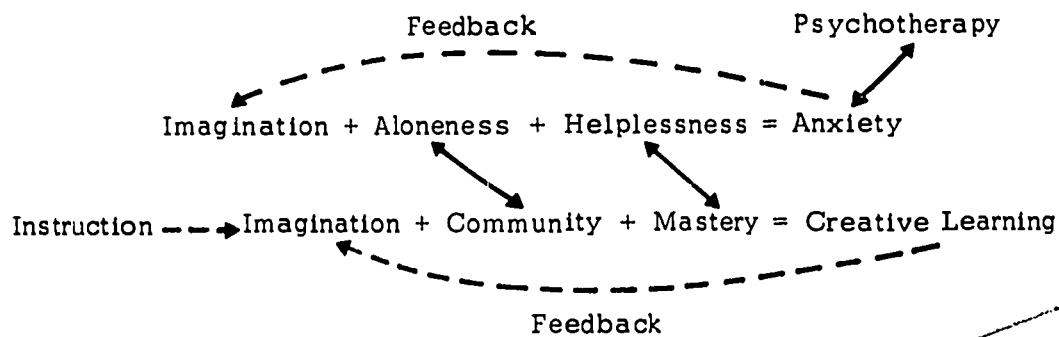 Feedback
Psychotherapy
Imagination + Aloneness + Helplessness = Anxiety
Instruction
Imagination + Community + Mastery = Creative Learning
Feedback